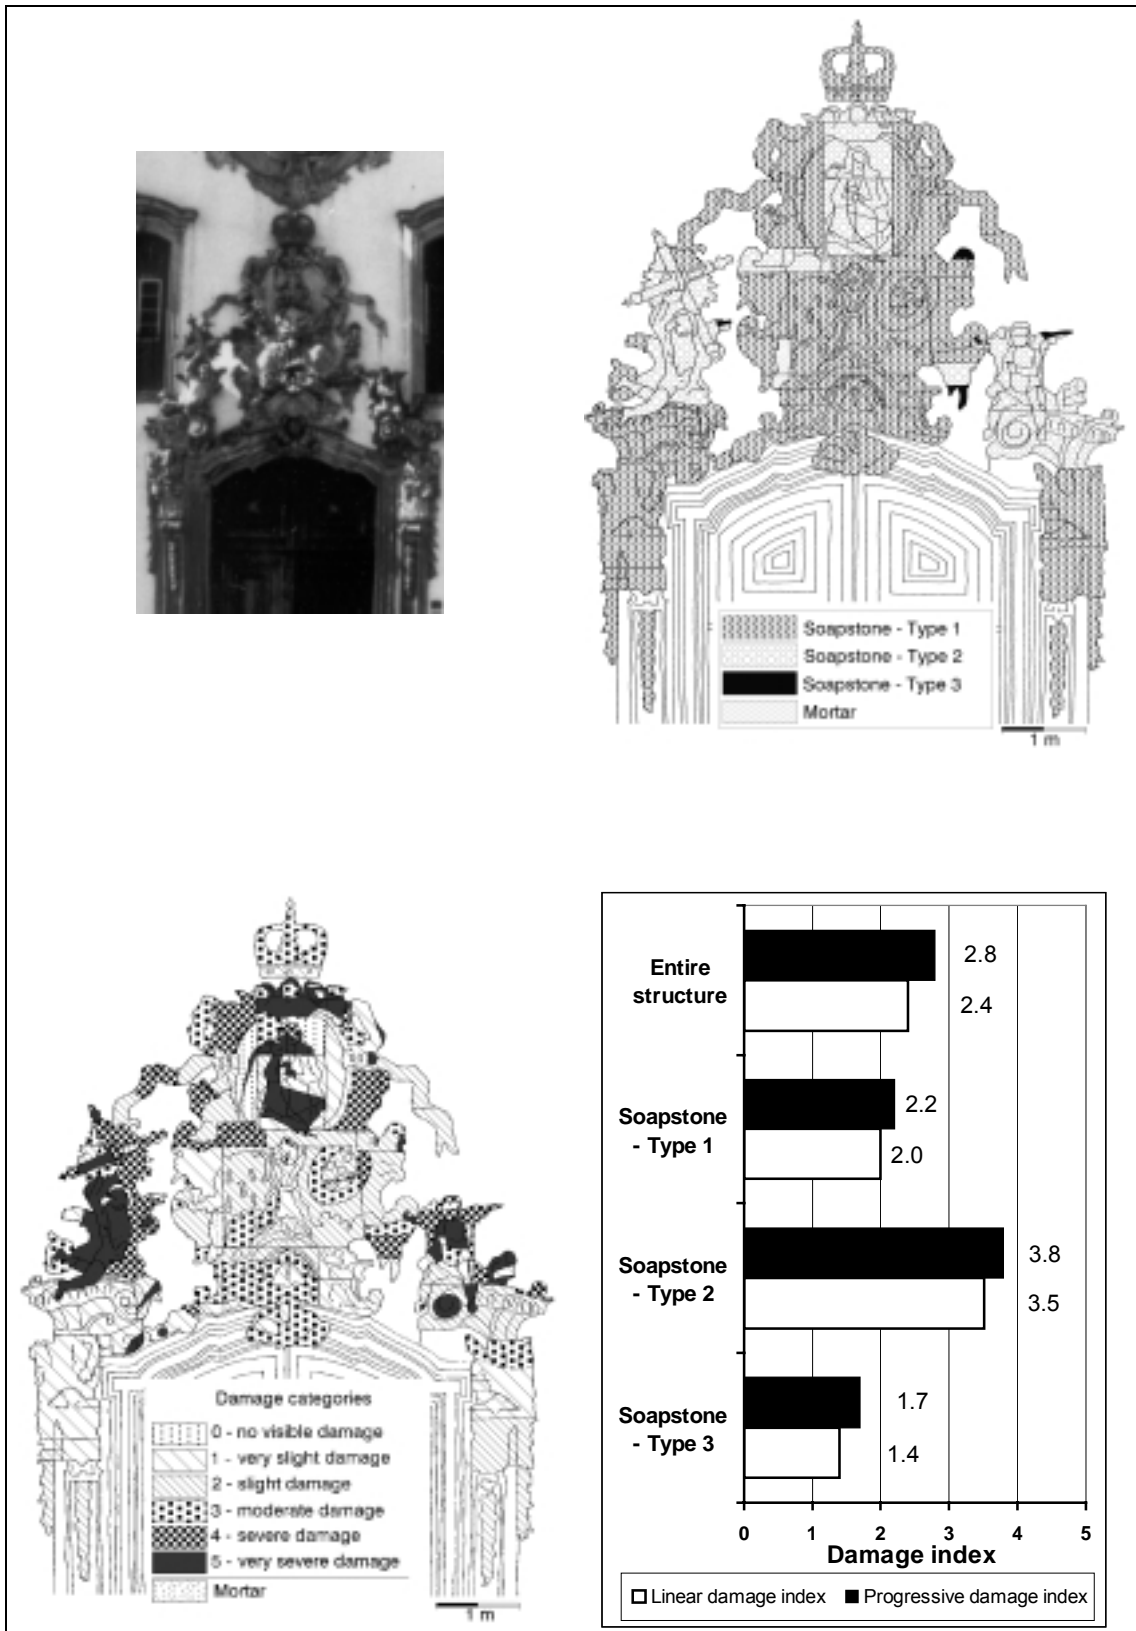 Soapstone - Type 1
Soapstone - Type 2
Soapstone - Type 3
Mortar
1 m
Damage categories
0 - no visible damage
1 - very slight damage
2 - slight damage
3 - moderate damage
4 - severe damage
5 - very severe damage
Mortar
1 m
Entire
structure
2.8
2.4
Soapstone
- Type 1
2.2
2.0
Soapstone
- Type 2
3.8
3.5
Soapstone
- Type 3
1.7
1.4
0 1 2 3 4 5
Damage index
Linear damage index Progressive damage index